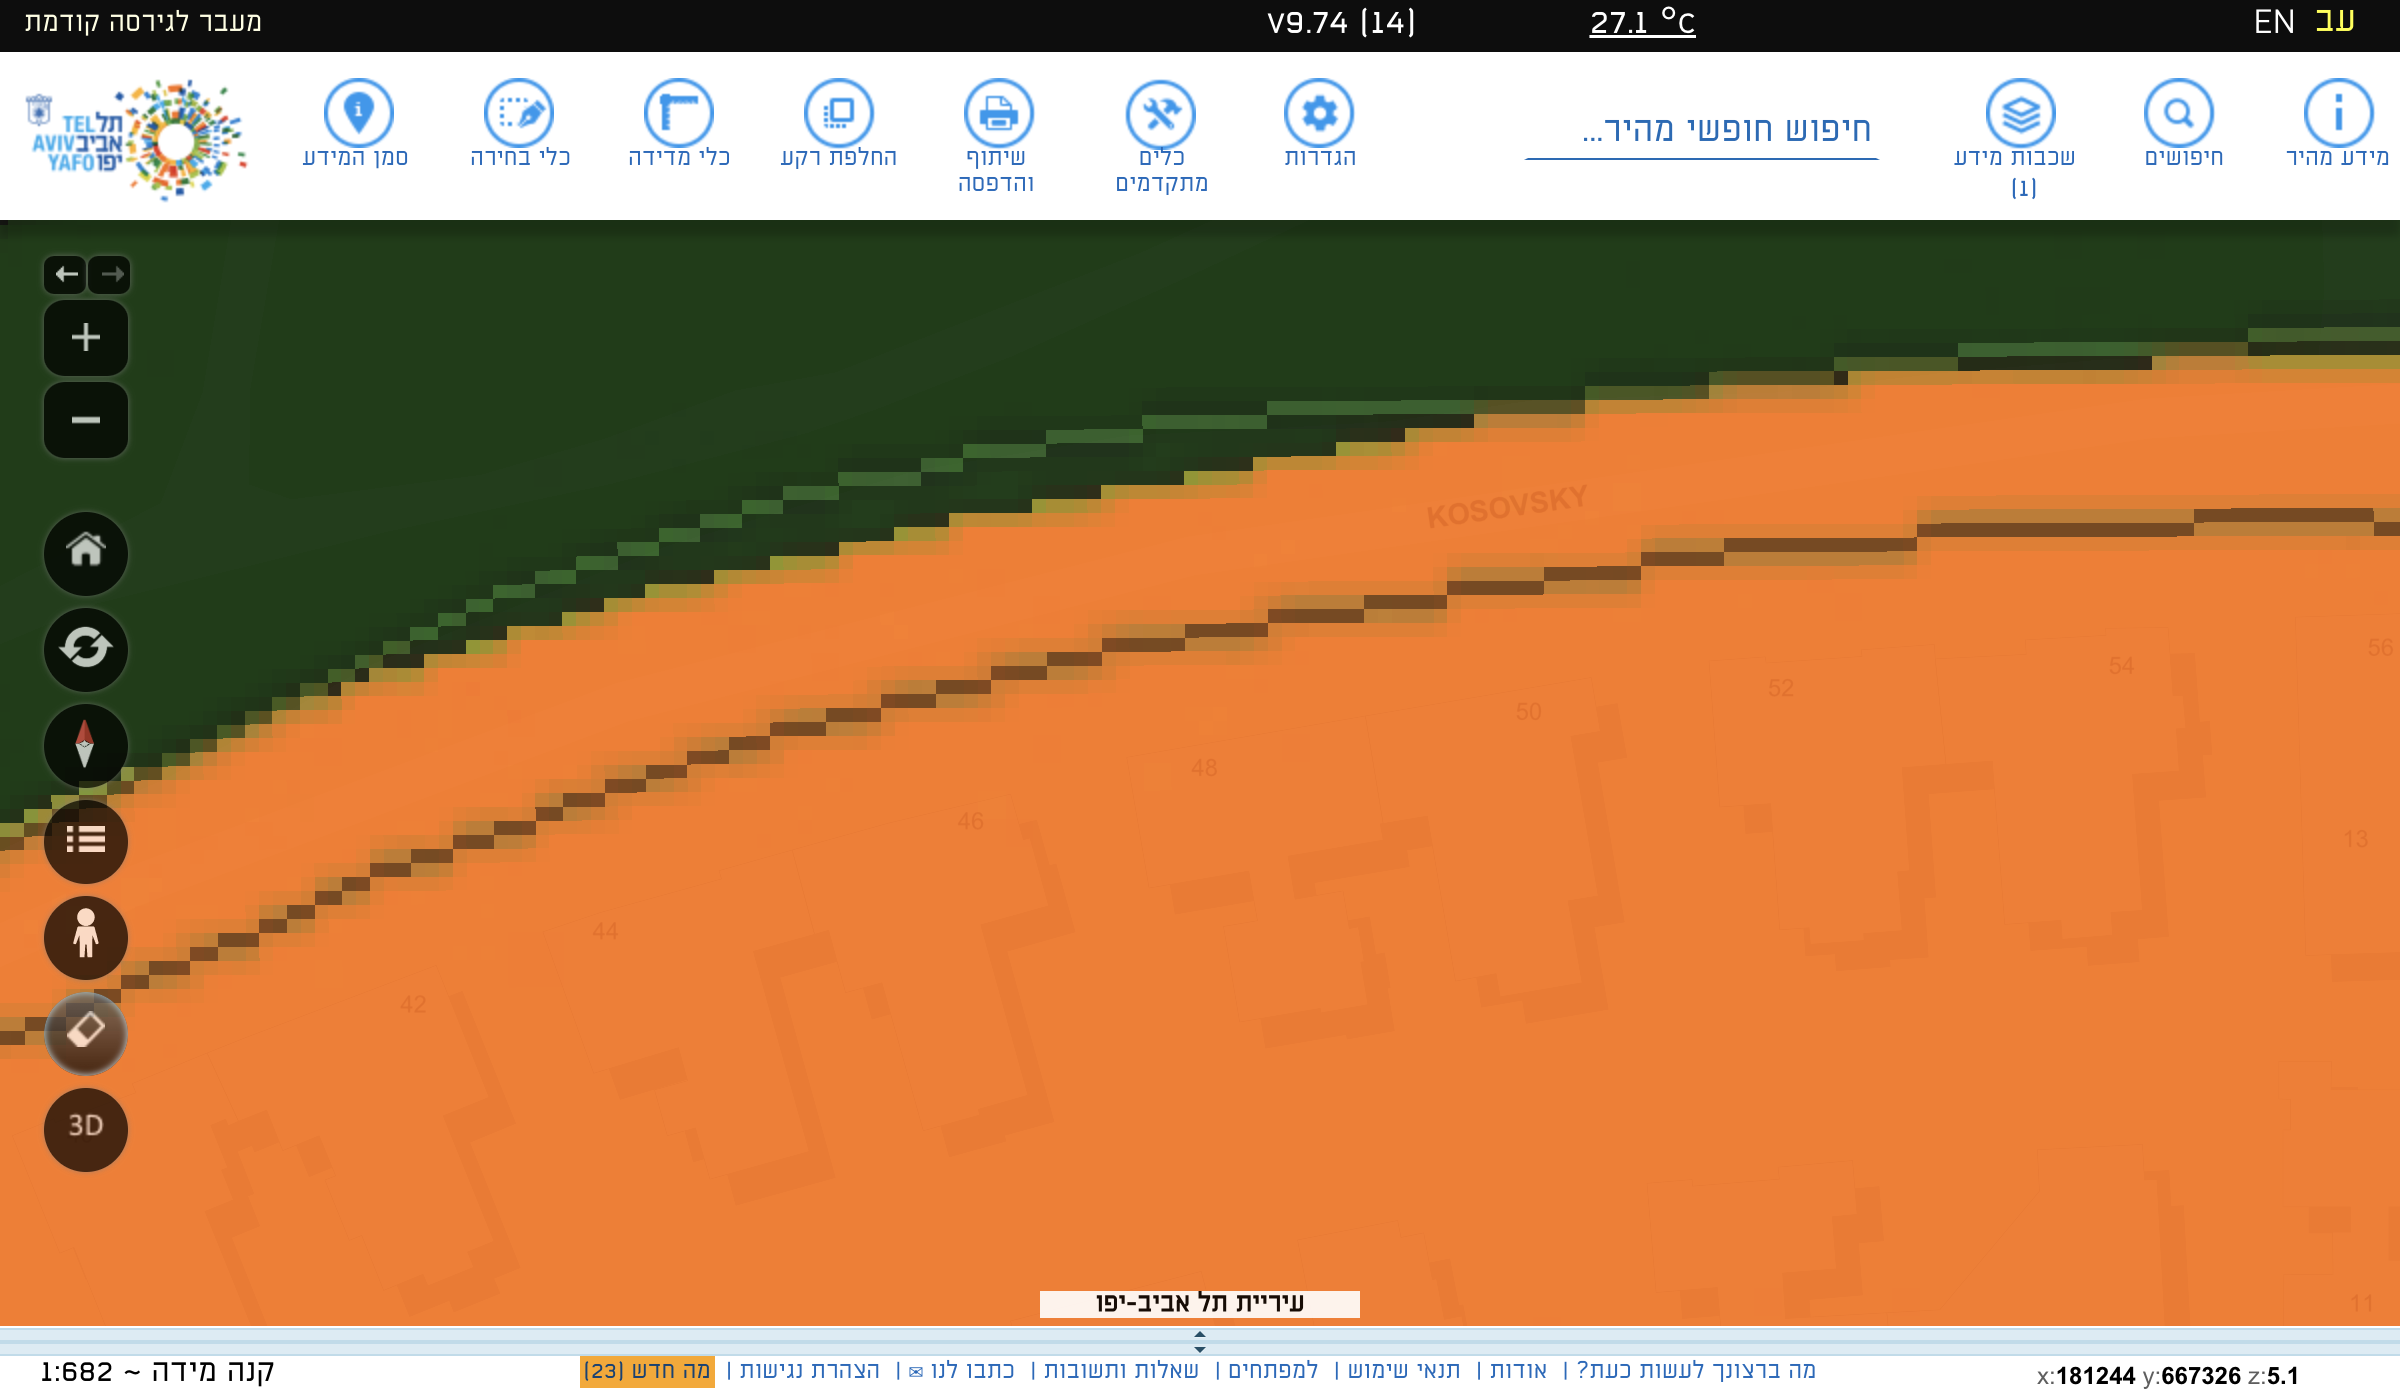 מעבר לגירסה קודמת
V9.74 (14)
27.1 °C
EN עב
תל אביב יפו
TEL AVIV YAFO
סמן המידע
כלי בחירה
כלי מדידה
החלפת רקע
שיתוף והדפסה
כלים מתקדמים
הגדרות
חיפוש חופשי מהיר...
שכבות מידע (1)
חיפושים
מידע מהיר
KOSOVSKY
56
54
52
50
48
13
46
44
42
3D
11
עיריית תל אביב-יפו
קנה מידה ~ 1:682
מה ברצונך לעשות כעת? | אודות | תנאי שימוש | למפתחים | שאלות ותשובות | כתבו לנו ✉ | הצהרת נגישות | מה חדש (23)
x:181244 y:667326 z:5.1